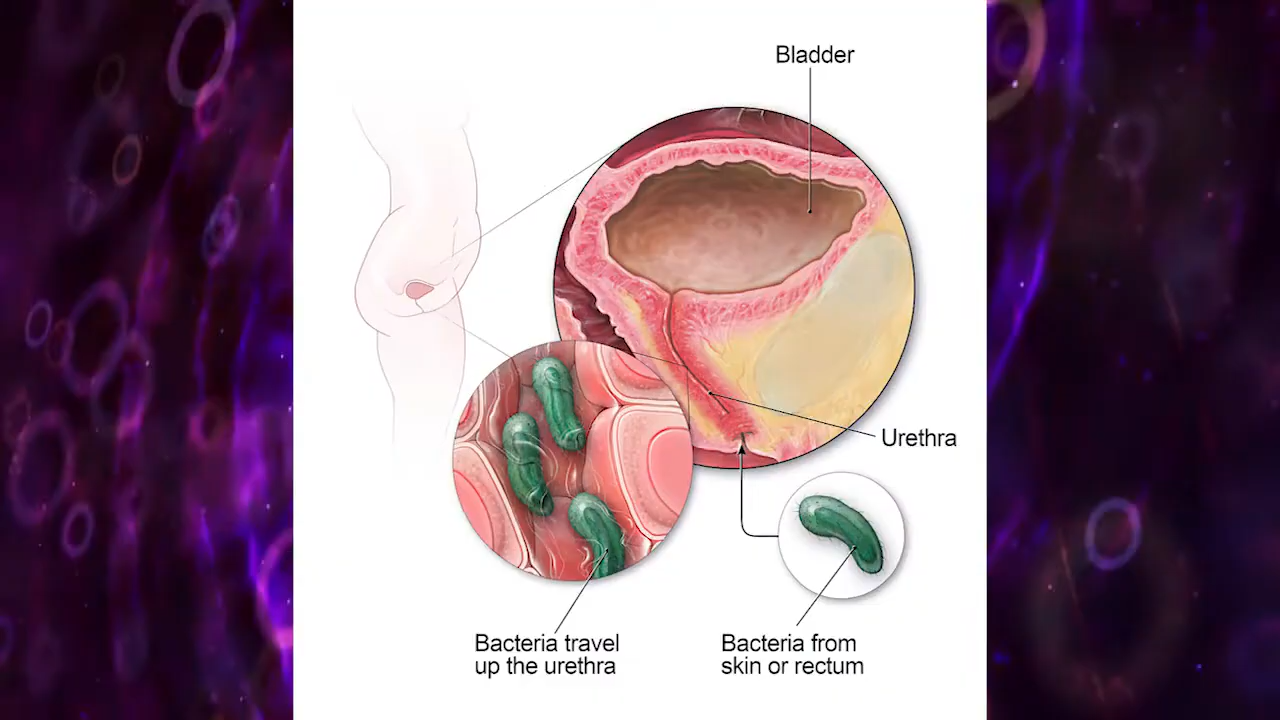 Bladder
Urethra
Bacteria travel
up the urethra
Bacteria from
skin or rectum